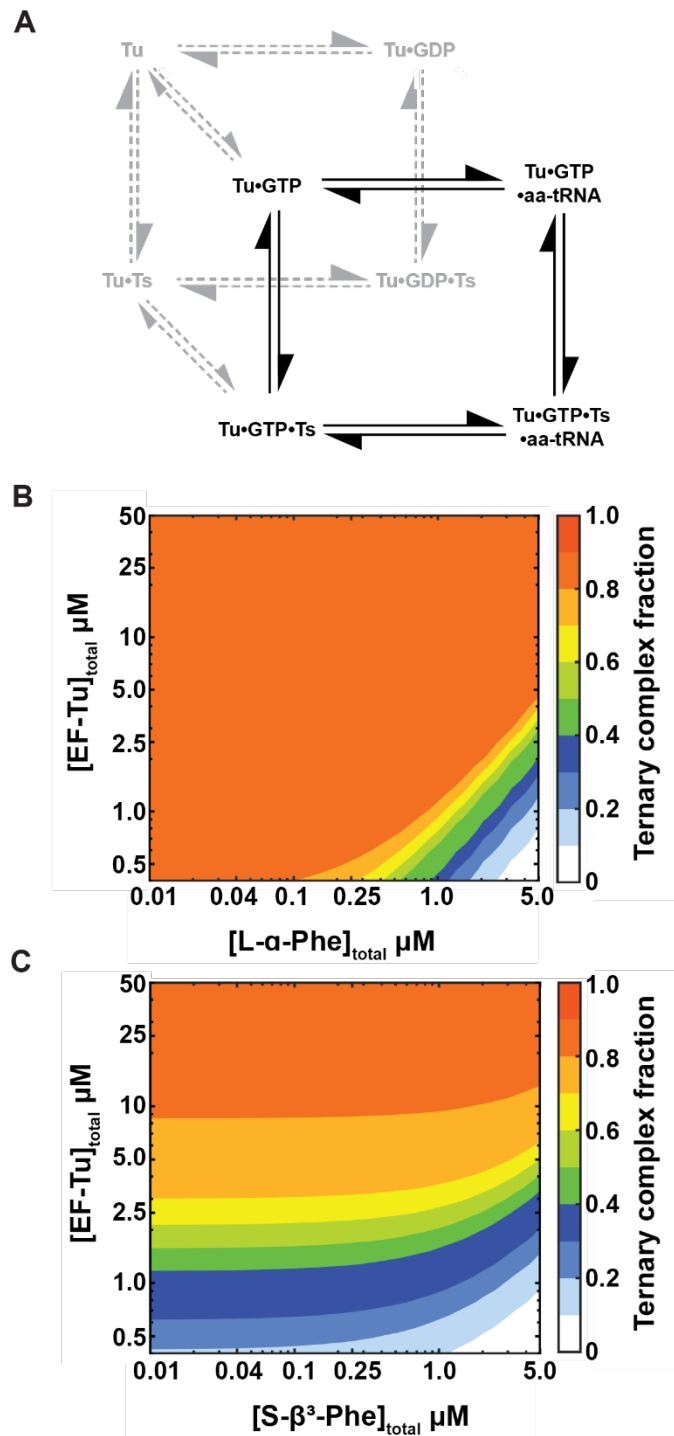 A
Tu
Tu•GDP
Tu•GTP
Tu•GTP
•aa-tRNA
Tu•Ts
Tu•GDP•Ts
Tu•GTP•Ts
Tu•GTP•Ts
•aa-tRNA
B
50
25
10
5.0
2.5
1.0
0.5
[EF-Tu]total µM
0.01 0.04 0.1 0.25 1.0 5.0
[L-α-Phe]total µM
1.0
0.8
0.6
0.4
0.2
0
Ternary complex fraction
C
50
25
10
5.0
2.5
1.0
0.5
[EF-Tu]total µM
0.01 0.04 0.1 0.25 1.0 5.0
[S-β³-Phe]total µM
1.0
0.8
0.6
0.4
0.2
0
Ternary complex fraction